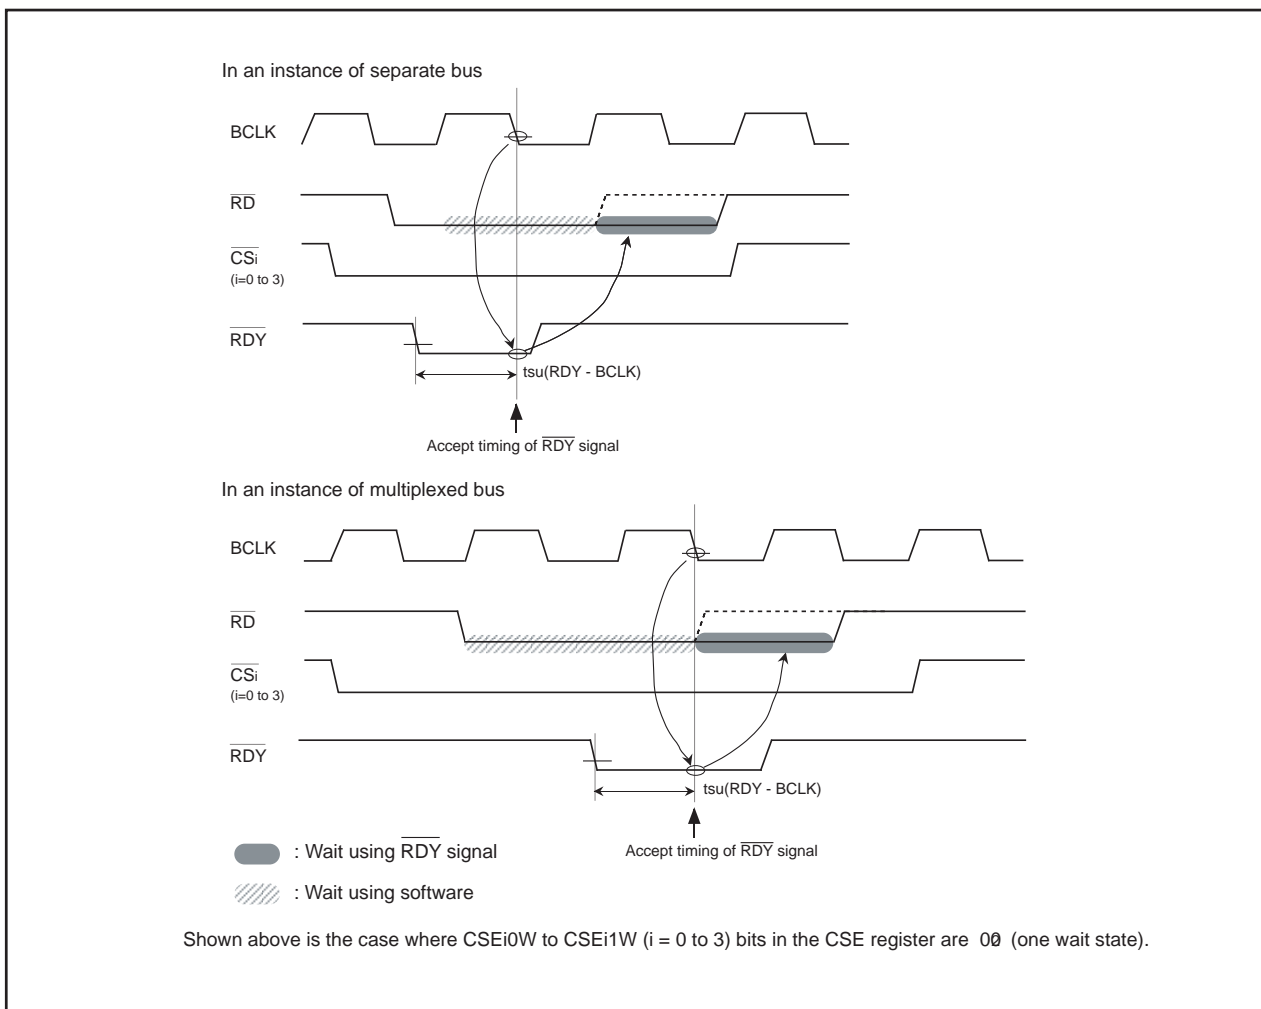 In an instance of separate bus
BCLK
RD
CSi
(i=0 to 3)
RDY
tsu(RDY - BCLK)
Accept timing of RDY signal
In an instance of multiplexed bus
BCLK
RD
CSi
(i=0 to 3)
RDY
tsu(RDY - BCLK)
Accept timing of RDY signal
: Wait using RDY signal
: Wait using software
Shown above is the case where CSEi0W to CSEi1W (i = 0 to 3) bits in the CSE register are (one wait state).